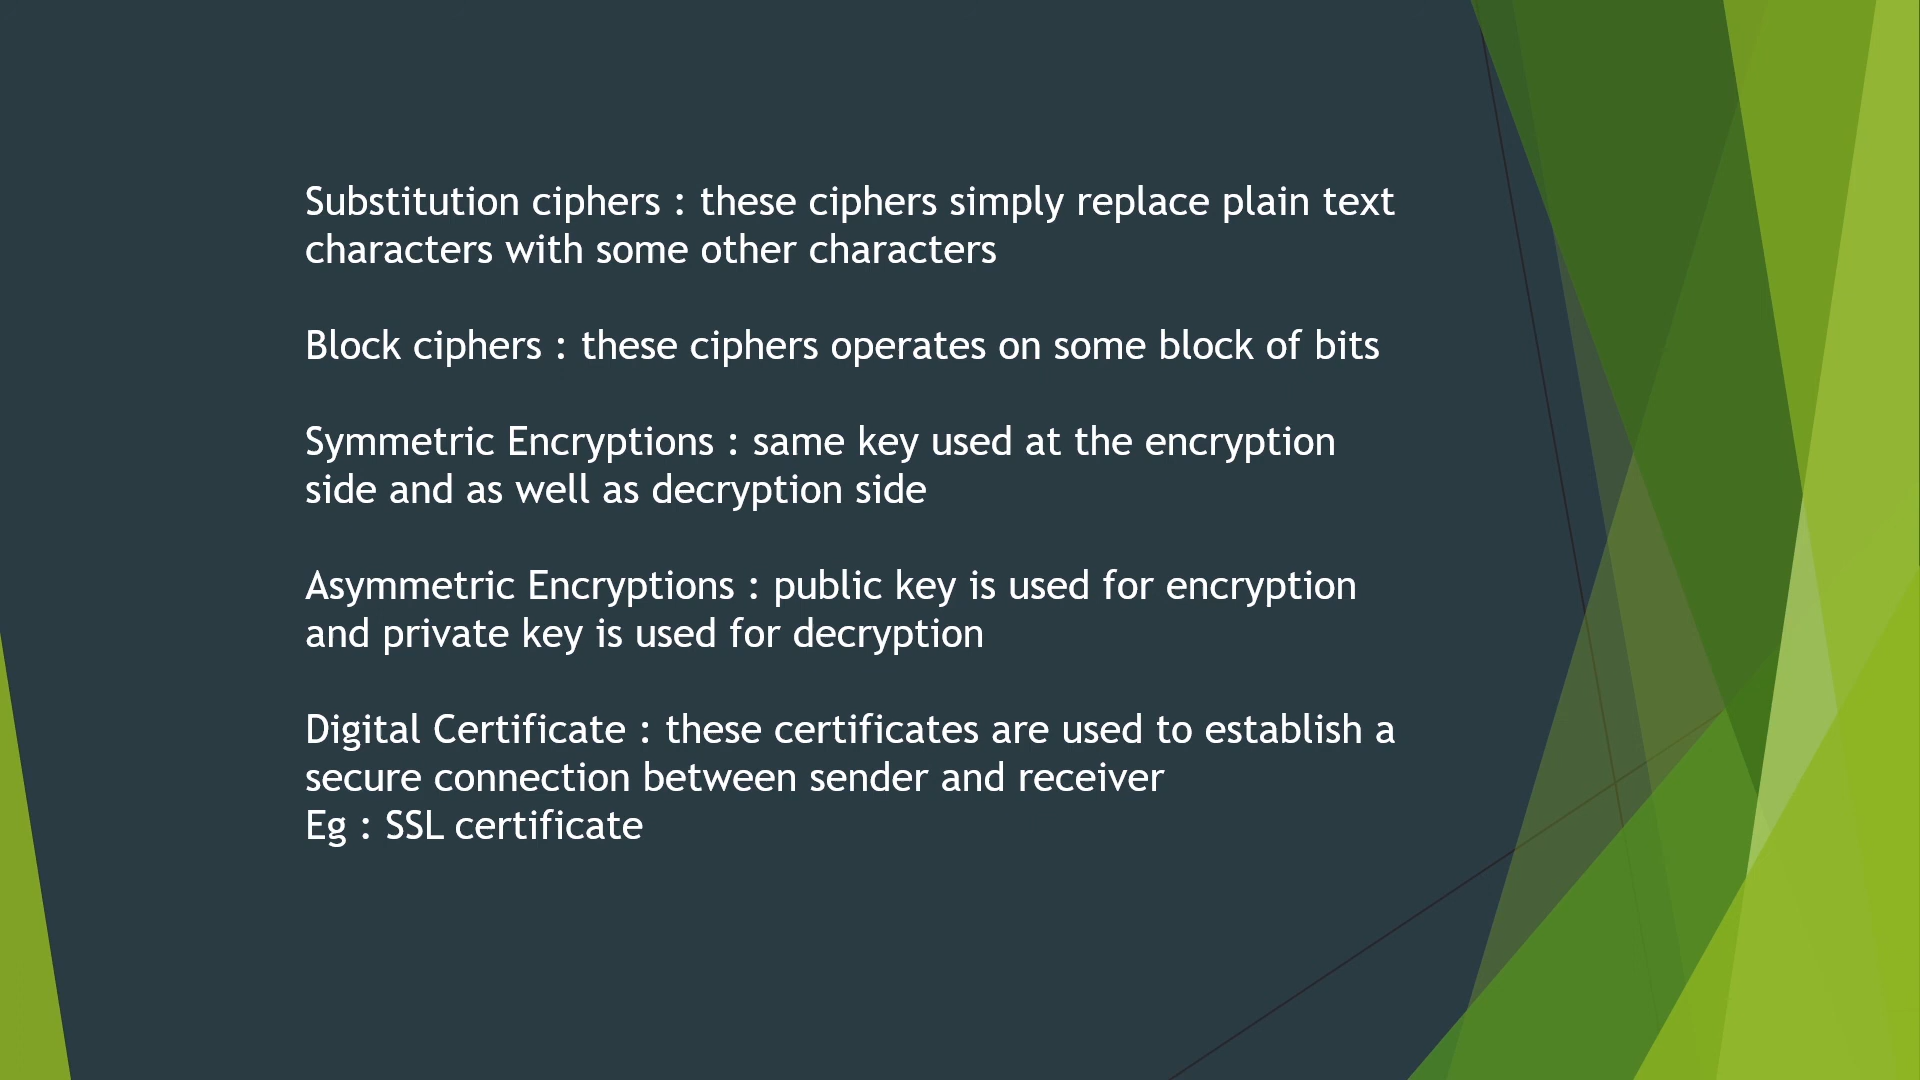 Substitution ciphers : these ciphers simply replace plain text
characters with some other characters
Block ciphers : these ciphers operates on some block of bits
Symmetric Encryptions : same key used at the encryption
side and as well as decryption side
Asymmetric Encryptions : public key is used for encryption
and private key is used for decryption
Digital Certificate : these certificates are used to establish a
secure connection between sender and receiver
Eg : SSL certificate